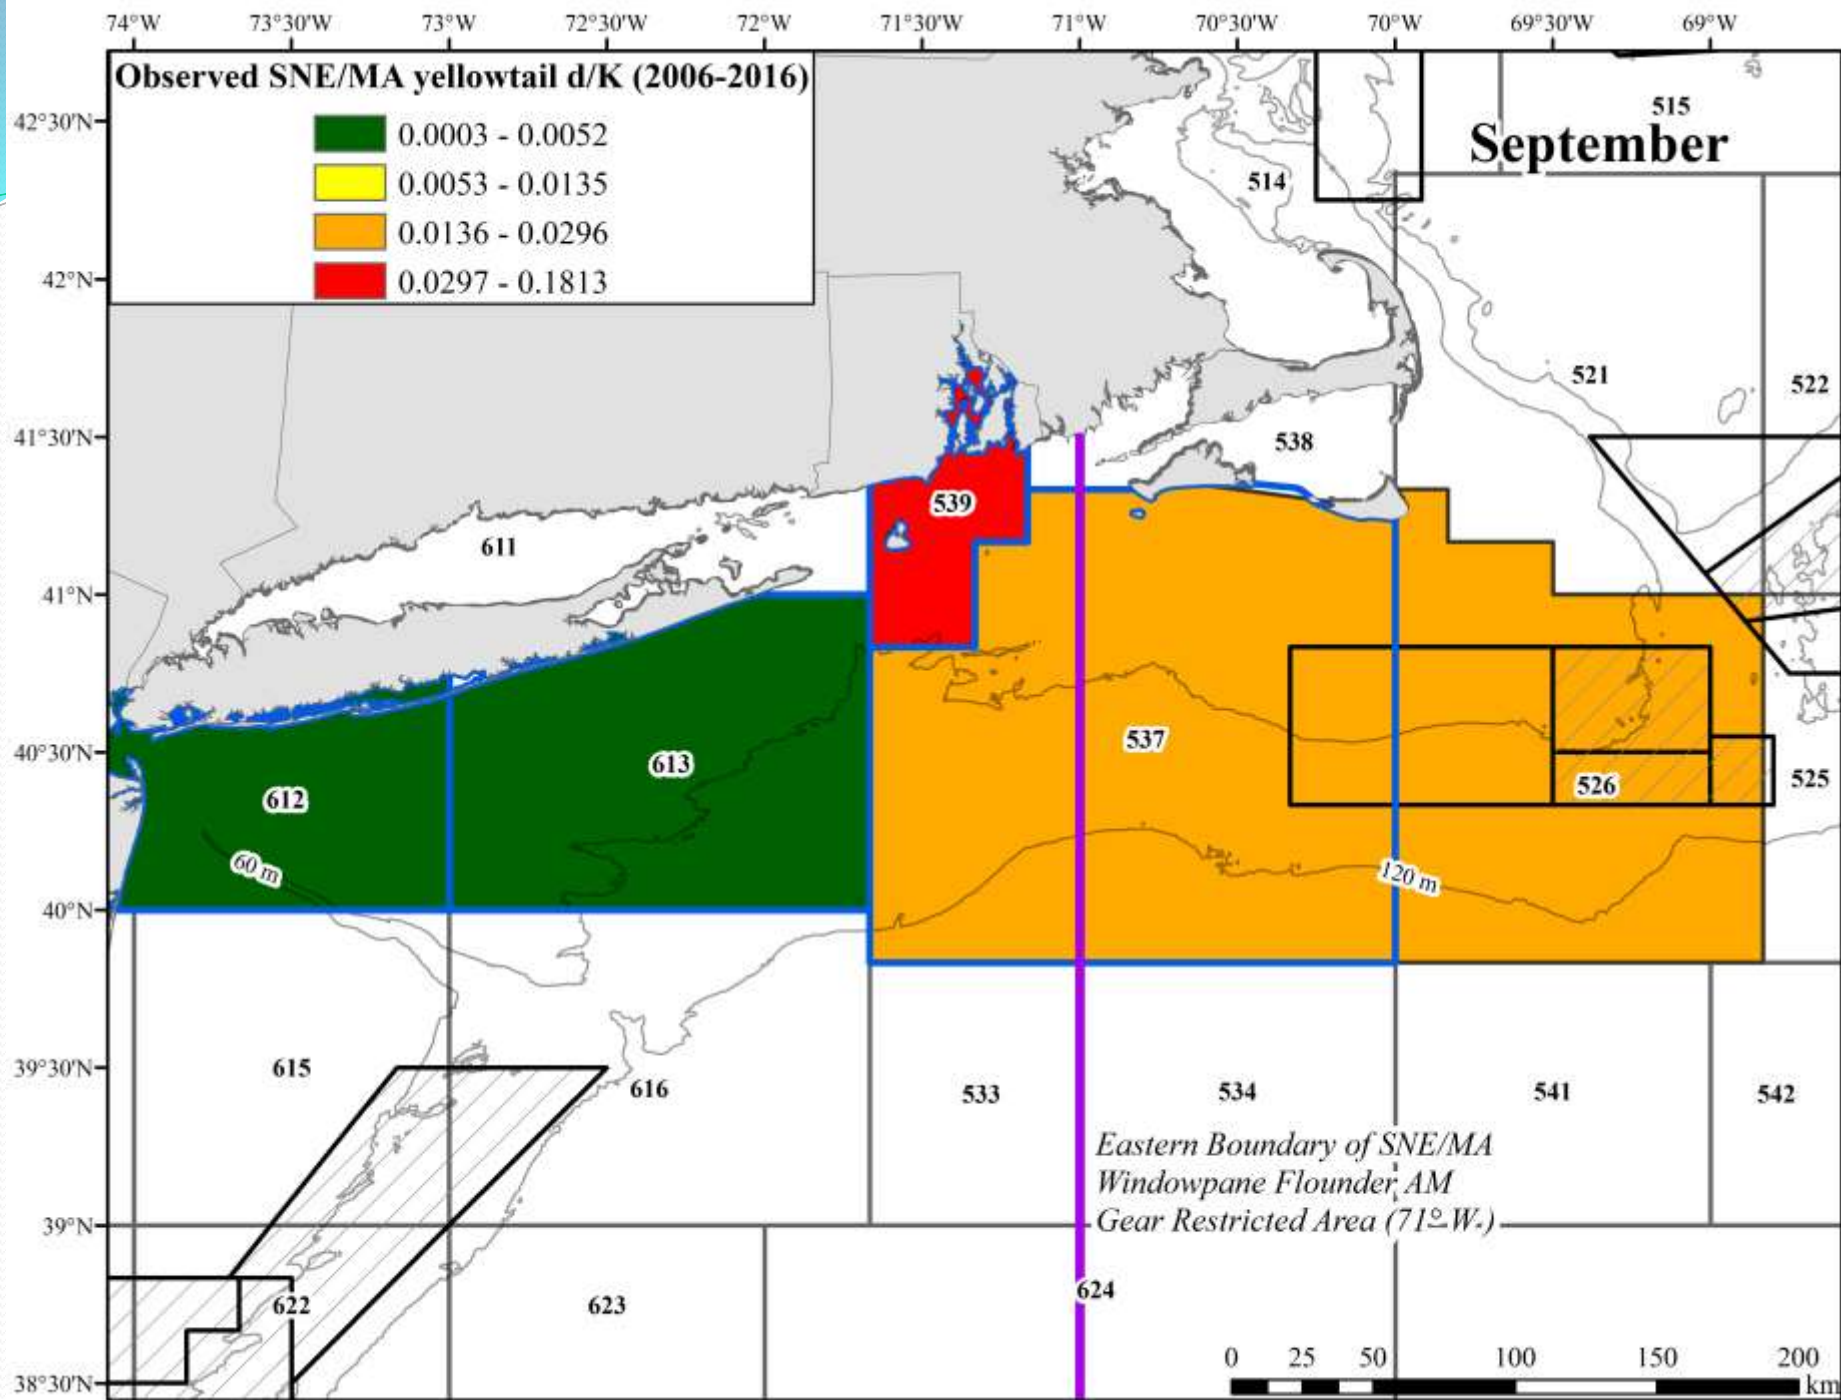 74°W 73°30'W 73°W 72°30'W 72°W 71°30'W 71°W 70°30'W 70°W 69°30'W 69°W
Observed SNE/MA yellowtail d/K (2006-2016)
0.0003 - 0.0052
0.0053 - 0.0135
0.0136 - 0.0296
0.0297 - 0.1813
September
42°30'N
42°N
41°30'N
41°N
40°30'N
40°N
39°30'N
39°N
38°30'N
515
514
521
522
538
539
611
537
613
612
526
525
60 m
120 m
615
616
533
534
541
542
Eastern Boundary of SNE/MA
Windowpane Flounder AM
Gear Restricted Area (71° W.)
622
623
624
0 25 50 100 150 200
km